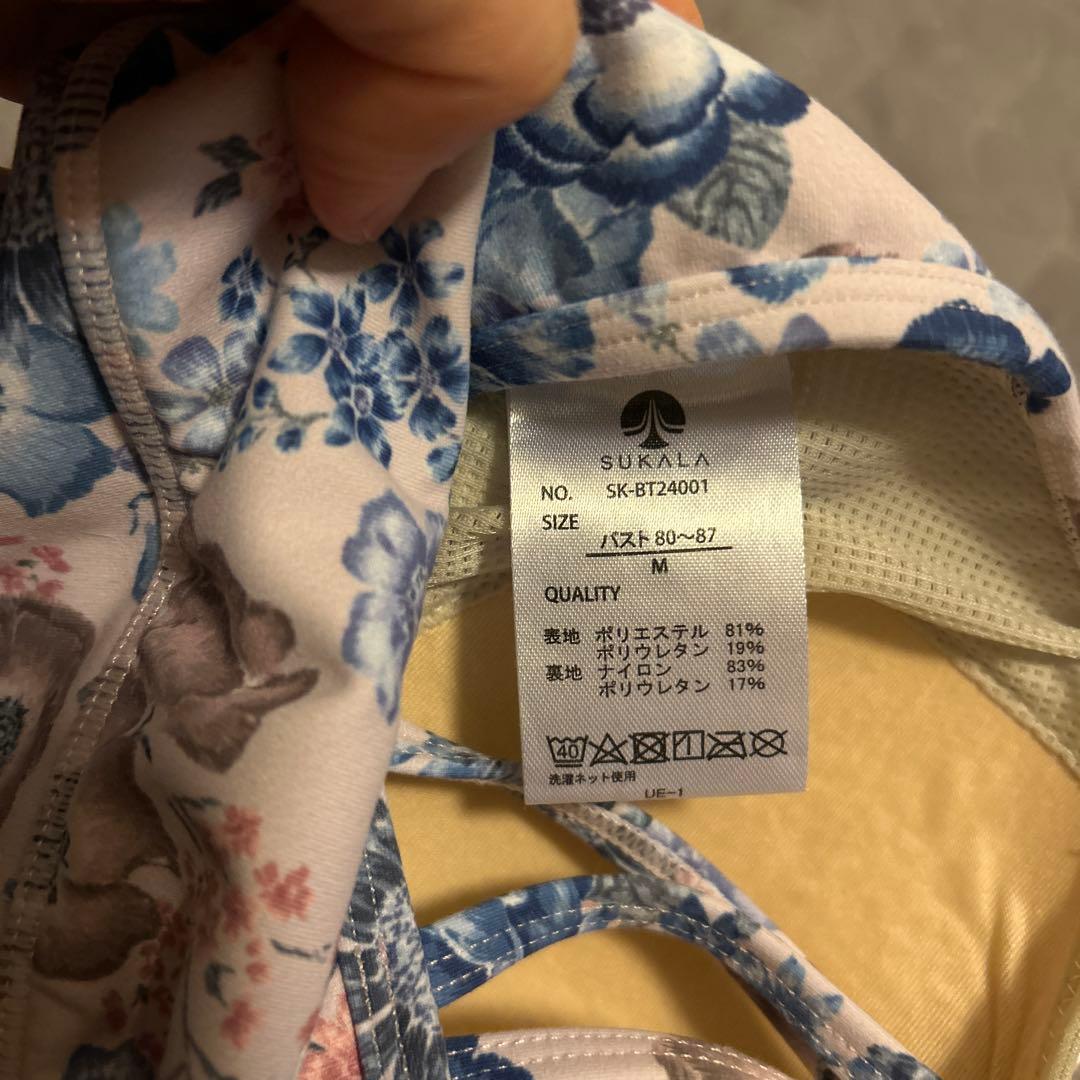 SUKALA
NO. SK-BT24001
SIZE
バスト 80〜87
M
QUALITY
表地 ポリエステル 81%
ポリウレタン 19%
裏地 ナイロン 83%
ポリウレタン 17%
40
洗濯ネット使用
UE-1